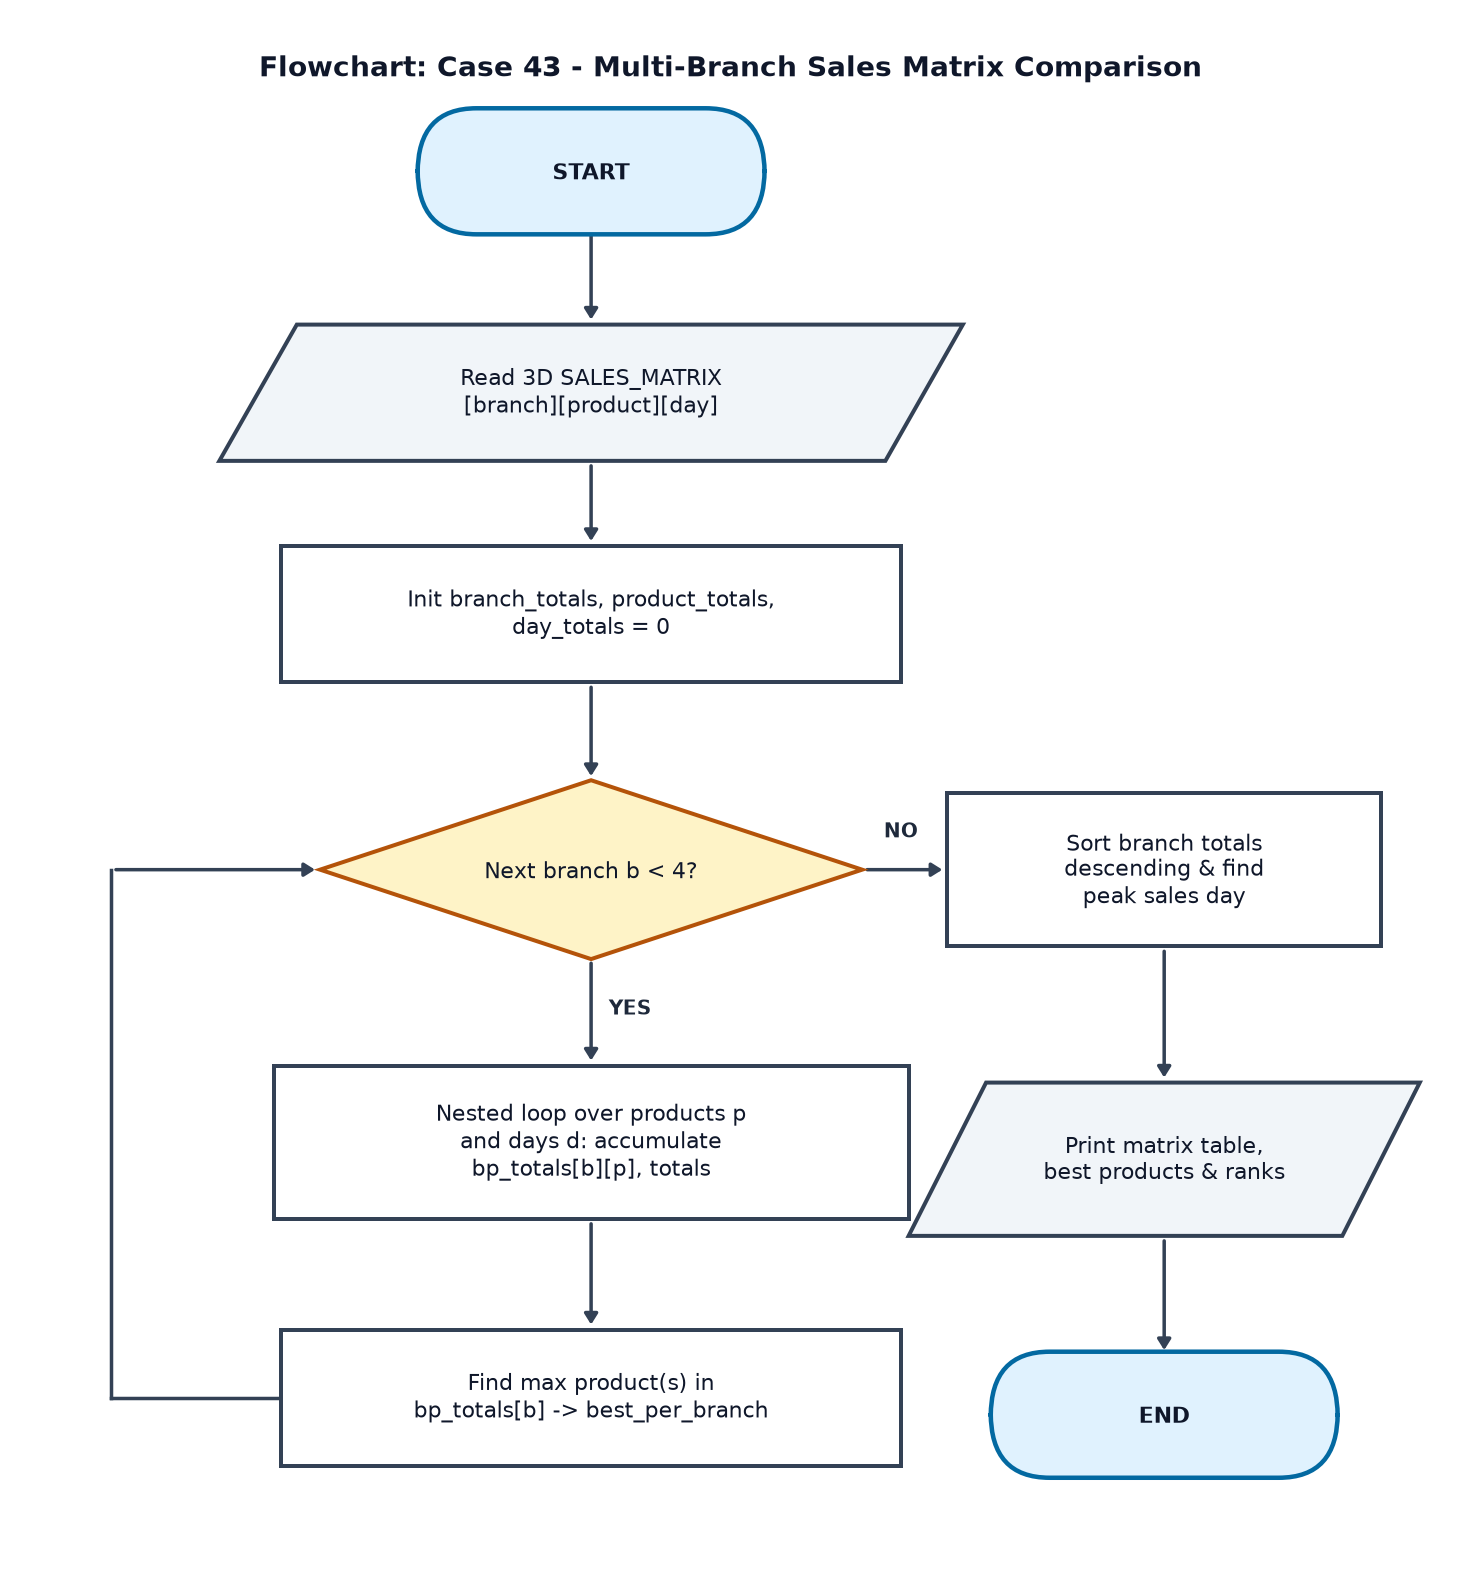 Flowchart: Case 43 - Multi-Branch Sales Matrix Comparison
START
Read 3D SALES_MATRIX
[branch][product][day]
Init branch_totals, product_totals,
day_totals = 0
Next branch b < 4?
NO
Sort branch totals
descending & find
peak sales day
YES
Nested loop over products p
and days d: accumulate
bp_totals[b][p], totals
Print matrix table,
best products & ranks
Find max product(s) in
bp_totals[b] -> best_per_branch
END